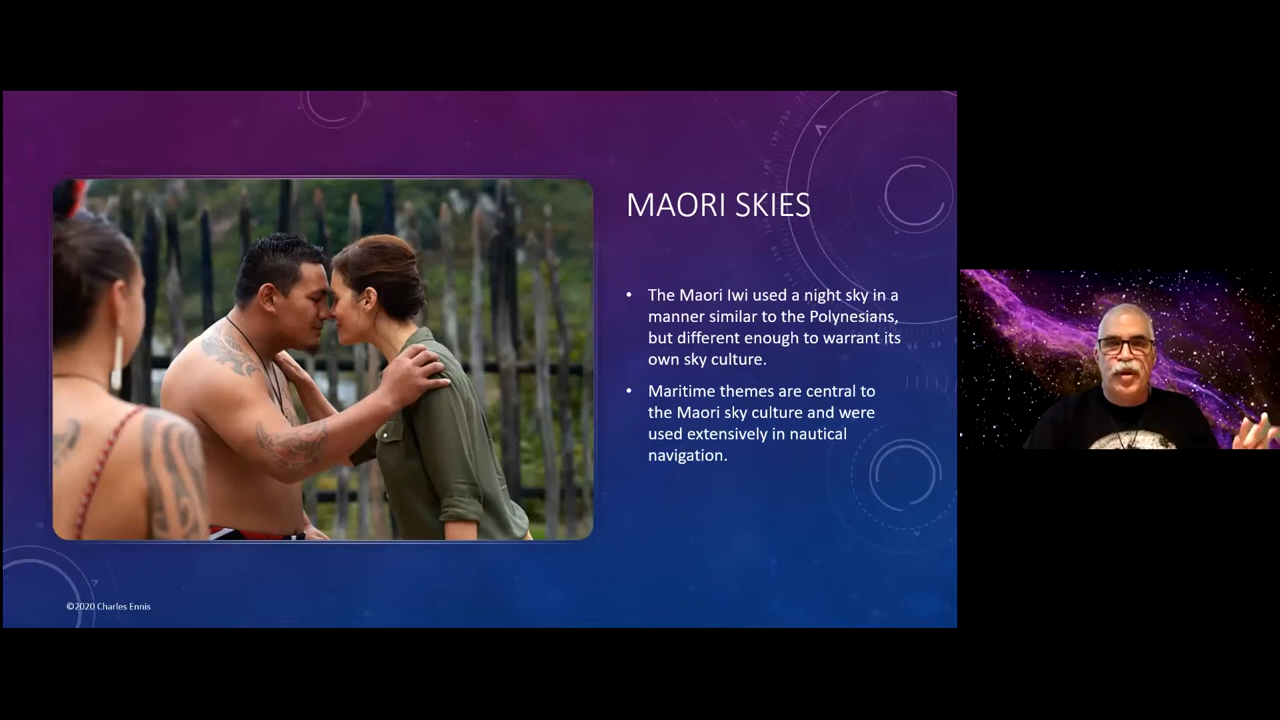 MAORI SKIES
• The Maori Iwi used a night sky in a
manner similar to the Polynesians,
but different enough to warrant its
own sky culture.
• Maritime themes are central to
the Maori sky culture and were
used extensively in nautical
navigation.
©2020 Charles Ennis